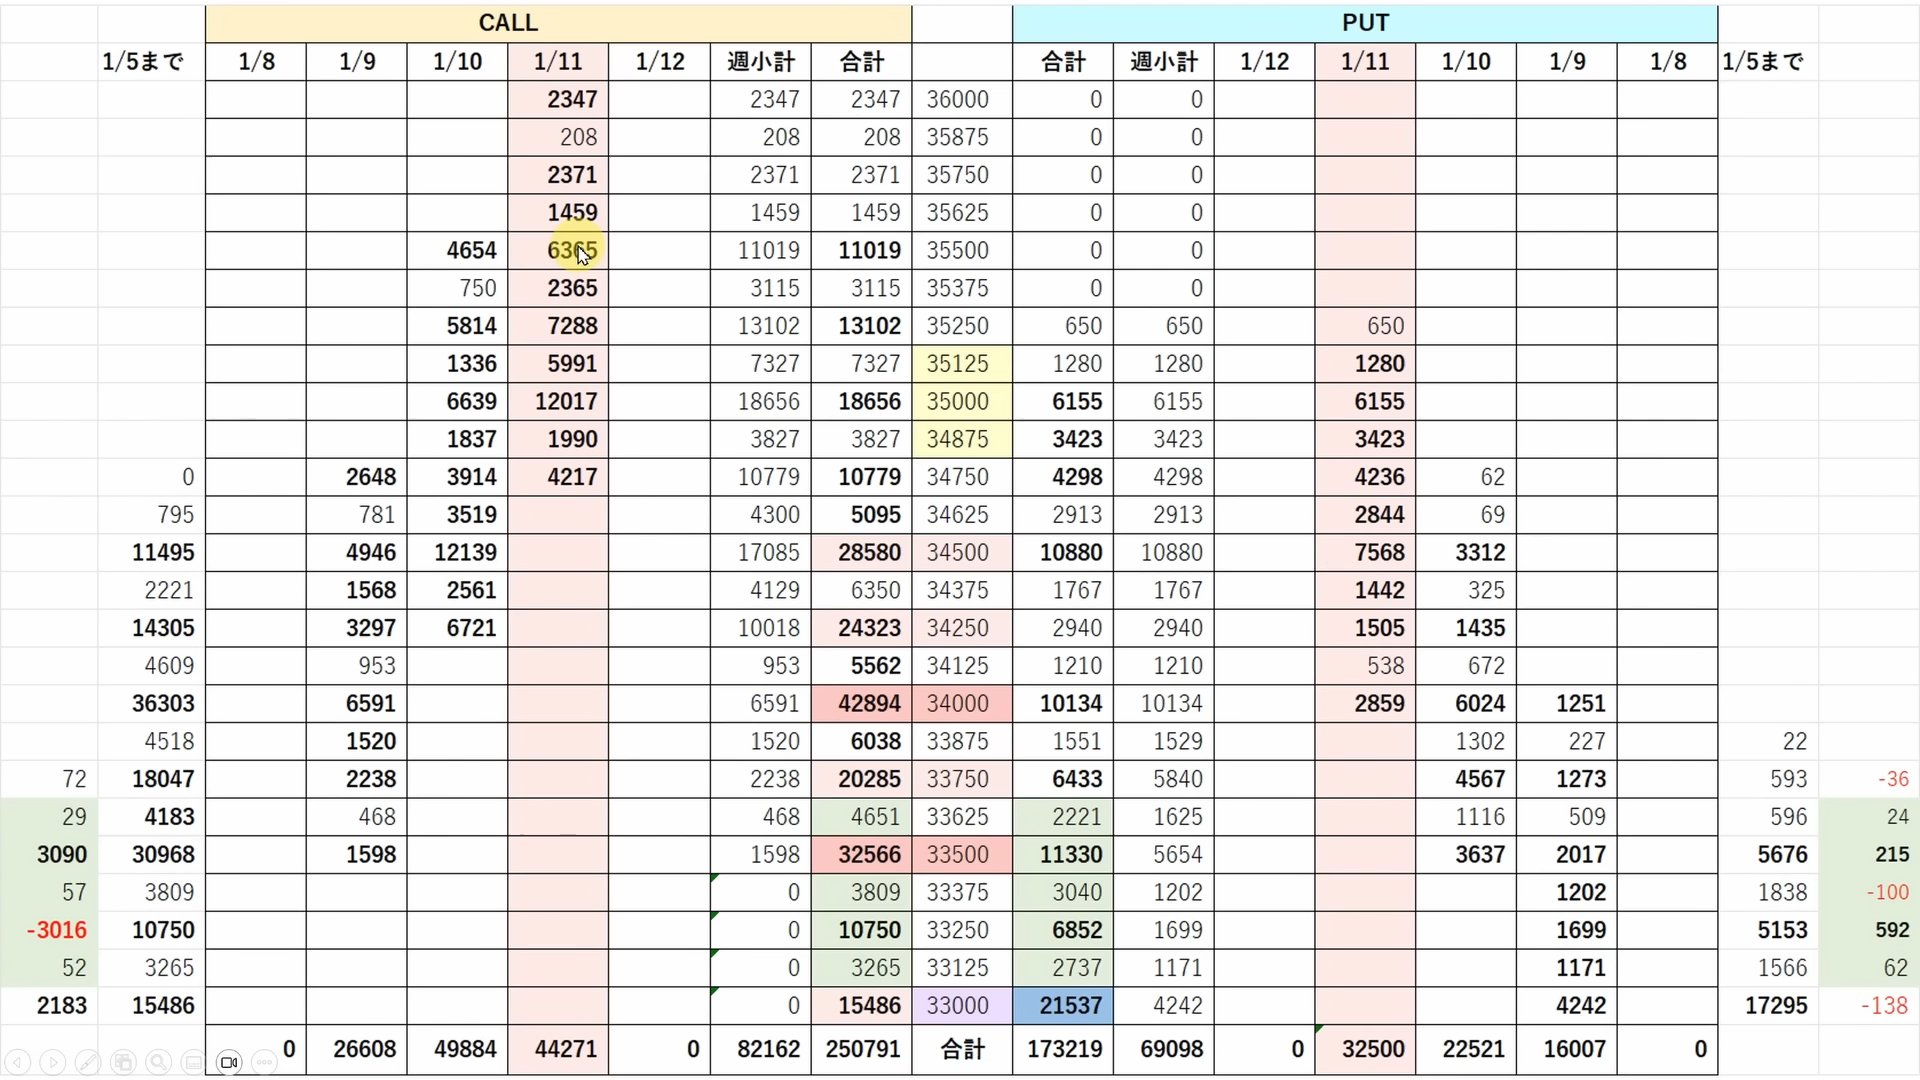 CALL PUT
1/5まで 1/8 1/9 1/10 1/11 1/12 週小計 合計 合計 週小計 1/12 1/11 1/10 1/9 1/8 1/5まで
2347 2347 2347 36000 0 0
208 208 208 35875 0 0
2371 2371 2371 35750 0 0
1459 1459 1459 35625 0 0
4654 6365 11019 11019 35500 0 0
750 2365 3115 3115 35375 0 0
5814 7288 13102 13102 35250 650 650 650
1336 5991 7327 7327 35125 1280 1280 1280
6639 12017 18656 18656 35000 6155 6155 6155
1837 1990 3827 3827 34875 3423 3423 3423
0 2648 3914 4217 10779 10779 34750 4298 4298 4236 62
795 781 3519 4300 5095 34625 2913 2913 2844 69
11495 4946 12139 17085 28580 34500 10880 10880 7568 3312
2221 1568 2561 4129 6350 34375 1767 1767 1442 325
14305 3297 6721 10018 24323 34250 2940 2940 1505 1435
4609 953 953 5562 34125 1210 1210 538 672
36303 6591 6591 42894 34000 10134 10134 2859 6024 1251
4518 1520 1520 6038 33875 1551 1529 1302 227 22
72 18047 2238 2238 20285 33750 6433 5840 4567 1273 593 -36
29 4183 468 468 4651 33625 2221 1625 1116 509 596 24
3090 30968 1598 1598 32566 33500 11330 5654 3637 2017 5676 215
57 3809 0 3809 33375 3040 1202 1202 1838 -100
-3016 10750 0 10750 33250 6852 1699 1699 5153 592
52 3265 0 3265 33125 2737 1171 1171 1566 62
2183 15486 0 15486 33000 21537 4242 4242 17295 -138
0 26608 49884 44271 0 82162 250791 合計 173219 69098 0 32500 22521 16007 0